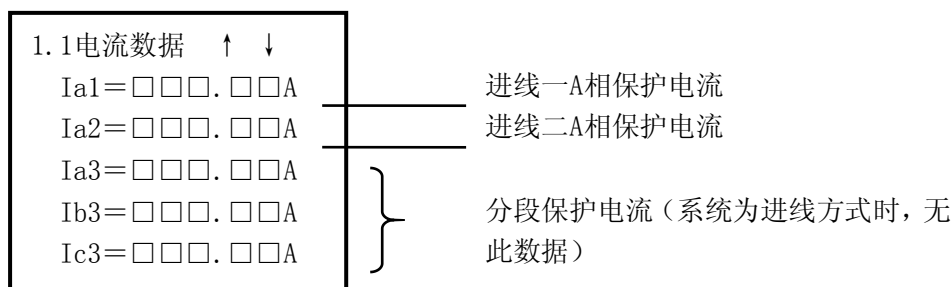 1.1电流数据 ↑ ↓
Ia1=□□□.□□A
进线一A相保护电流
Ia2=□□□.□□A
进线二A相保护电流
Ia3=□□□.□□A
Ib3=□□□.□□A
Ic3=□□□.□□A
分段保护电流(系统为进线方式时,无
此数据)